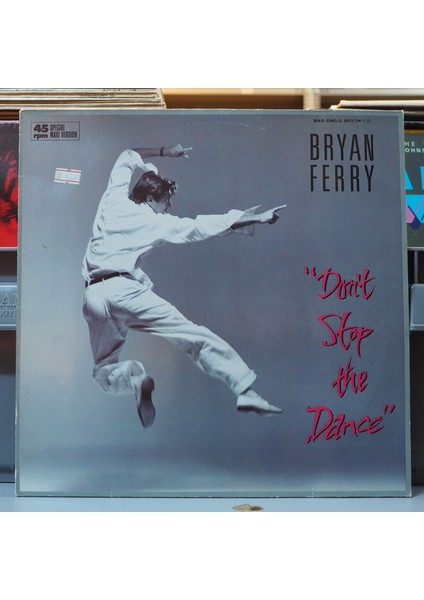 45
rpm
SPECIAL
MAXI VERSION
BRYAN
FERRY
"Don't
Stop
the
Dance"